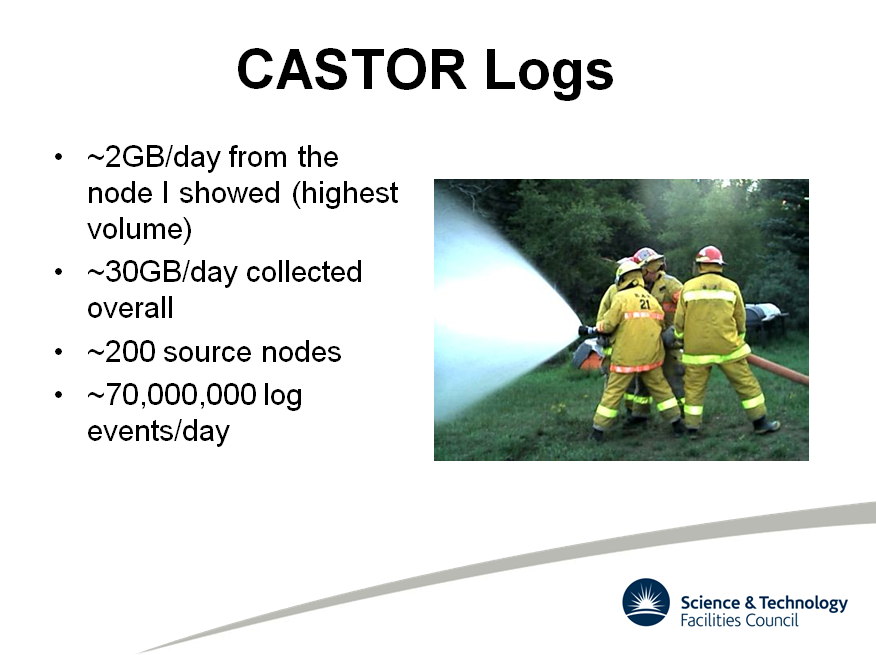 CASTOR Logs
• ~2GB/day from the
node I showed (highest
volume)
• ~30GB/day collected
overall
• ~200 source nodes
• ~70,000,000 log
events/day
21
Science & Technology
Facilities Council